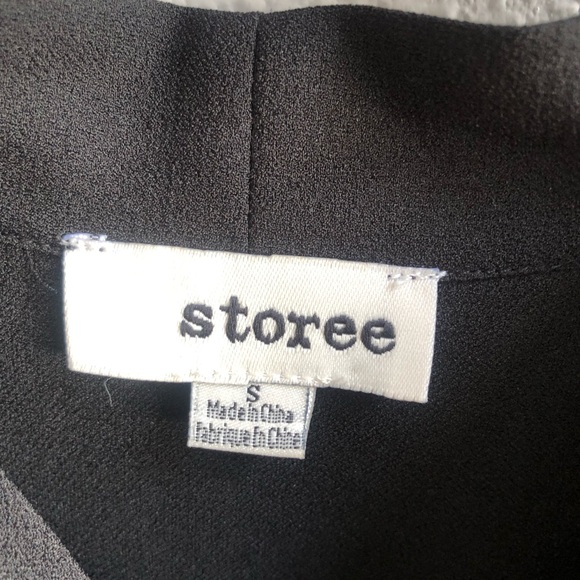 storee
S
Made in China
Fabriqué En Chine